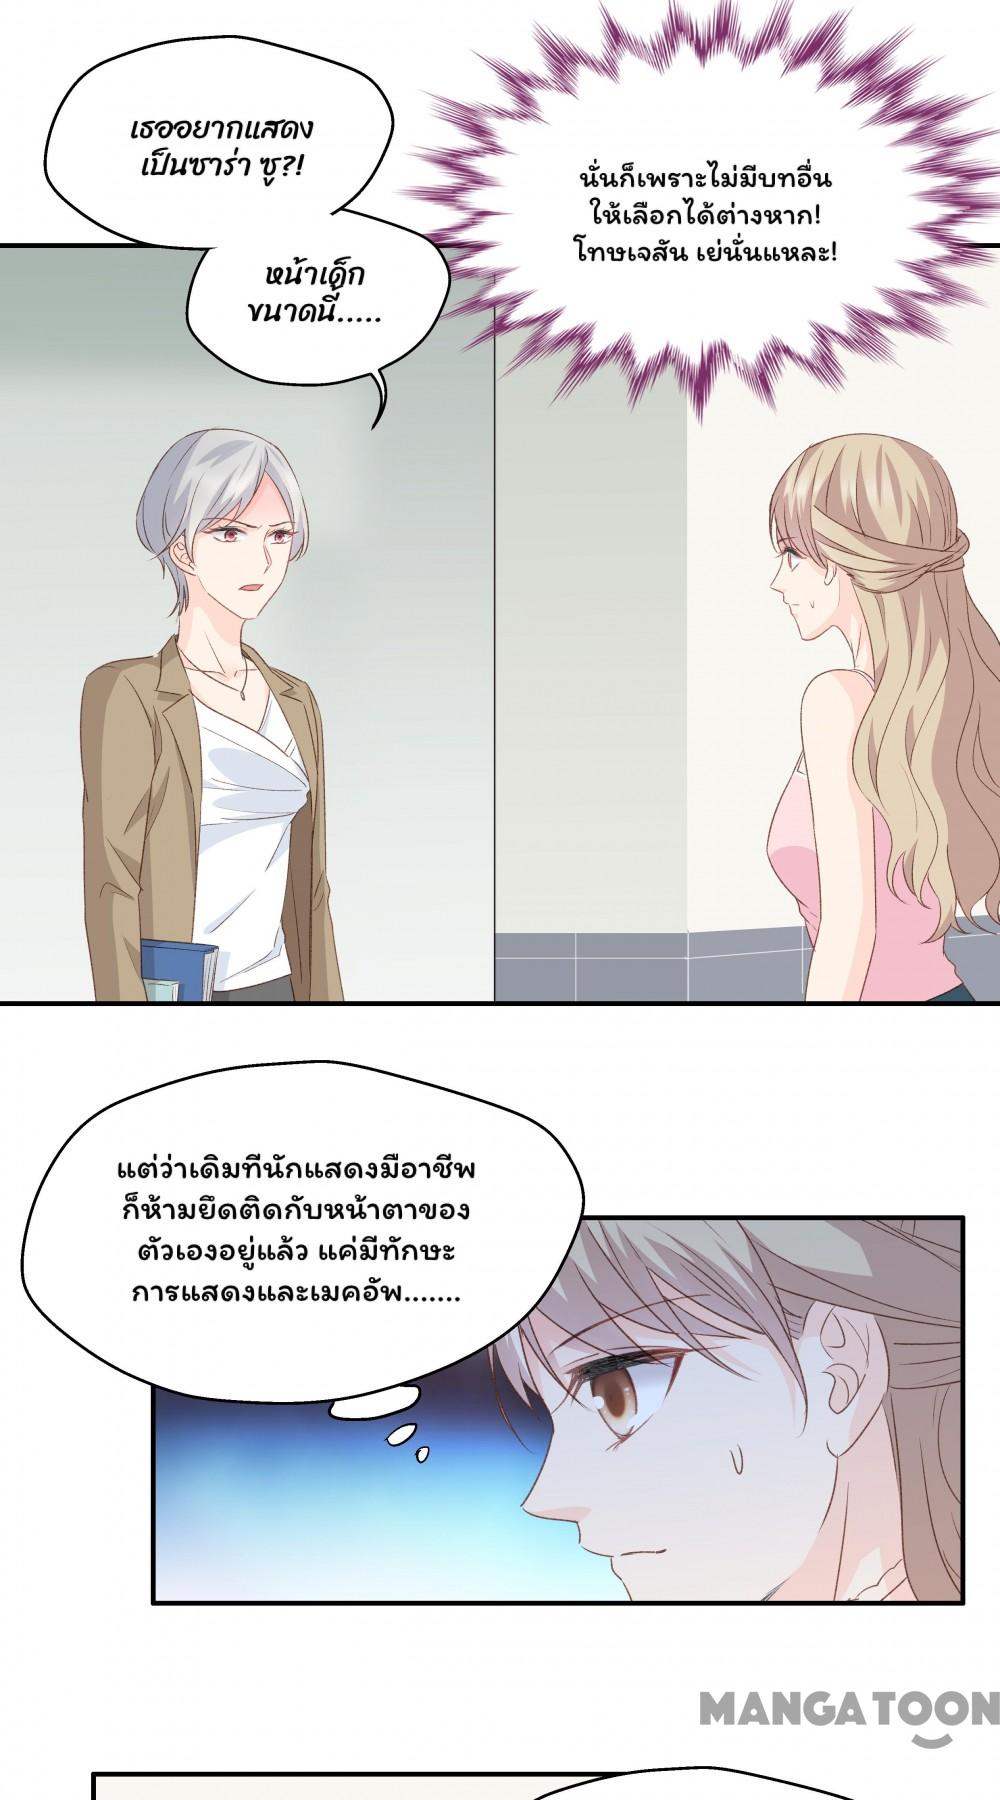 เธออยากแสดง
เป็นซาร่า ซู?!
หน้าเด็ก
ขนาดนี้.....
นั่นก็เพราะไม่มีบทอื่น
ให้เลือกได้ต่างหาก!
โทษเจสัน เย่นั่นแหละ!
แต่ว่าเดิมทีนักแสดงมืออาชีพ
ก็ห้ามยึดติดกับหน้าตาของ
ตัวเองอยู่แล้ว แค่มีทักษะ
การแสดงและเมคอัพ.......
MANGATOON